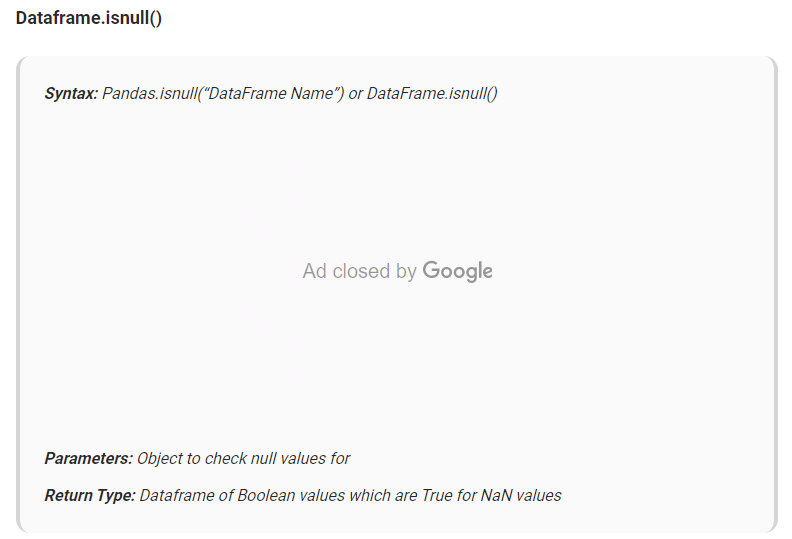 Dataframe.isnull()
Syntax: Pandas.isnull(“DataFrame Name”) or DataFrame.isnull()
Ad closed by Google
Parameters: Object to check null values for
Return Type: Dataframe of Boolean values which are True for NaN values